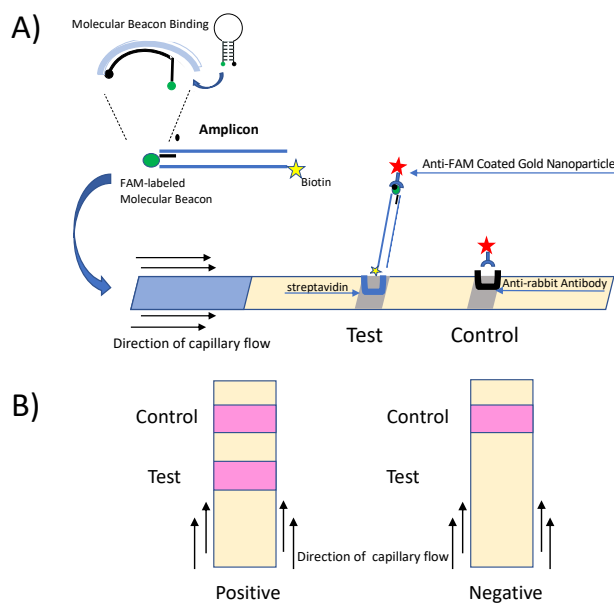 A)
Molecular Beacon Binding
Amplicon
FAM-labeled
Molecular Beacon
Biotin
Anti-FAM Coated Gold Nanoparticle
streptavidin
Anti-rabbit Antibody
Direction of capillary flow
Test
Control
B)
Control
Control
Test
Test
Direction of capillary flow
Positive
Negative